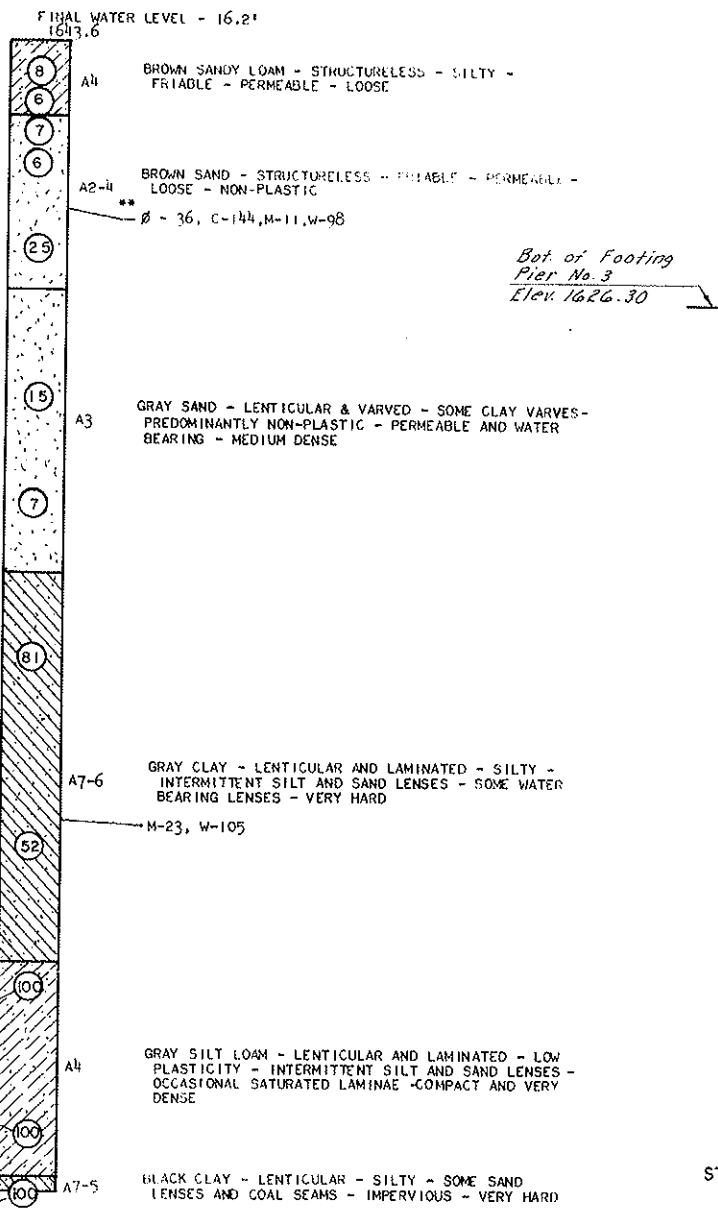 FINAL WATER LEVEL - 16.2'
1643.6
8
A4
BROWN SANDY LOAM - STRUCTURELESS - SILTY -
FRIABLE - PERMEABLE - LOOSE
6
7
6
A2-4
BROWN SAND - STRUCTURELESS - FRIABLE - PERMEABLE -
LOOSE - NON-PLASTIC
**
Ø - 36, C-144, M-11, W-98
25
Bot. of Footing
Pier No. 3
Elev. 1626.30
15
A3
GRAY SAND - LENTICULAR & VARVED - SOME CLAY VARVES-
PREDOMINANTLY NON-PLASTIC - PERMEABLE AND WATER
BEARING - MEDIUM DENSE
7
81
A7-6
GRAY CLAY - LENTICULAR AND LAMINATED - SILTY -
INTERMITTENT SILT AND SAND LENSES - SOME WATER
BEARING LENSES - VERY HARD
M-23, W-105
52
100
A4
GRAY SILT LOAM - LENTICULAR AND LAMINATED - LOW
PLASTICITY - INTERMITTENT SILT AND SAND LENSES -
OCCASIONAL SATURATED LAMINAE -COMPACT AND VERY
DENSE
100
A7-5
BLACK CLAY - LENTICULAR - SILTY - SOME SAND
LENSES AND COAL SEAMS - IMPERVIOUS - VERY HARD
100
ST